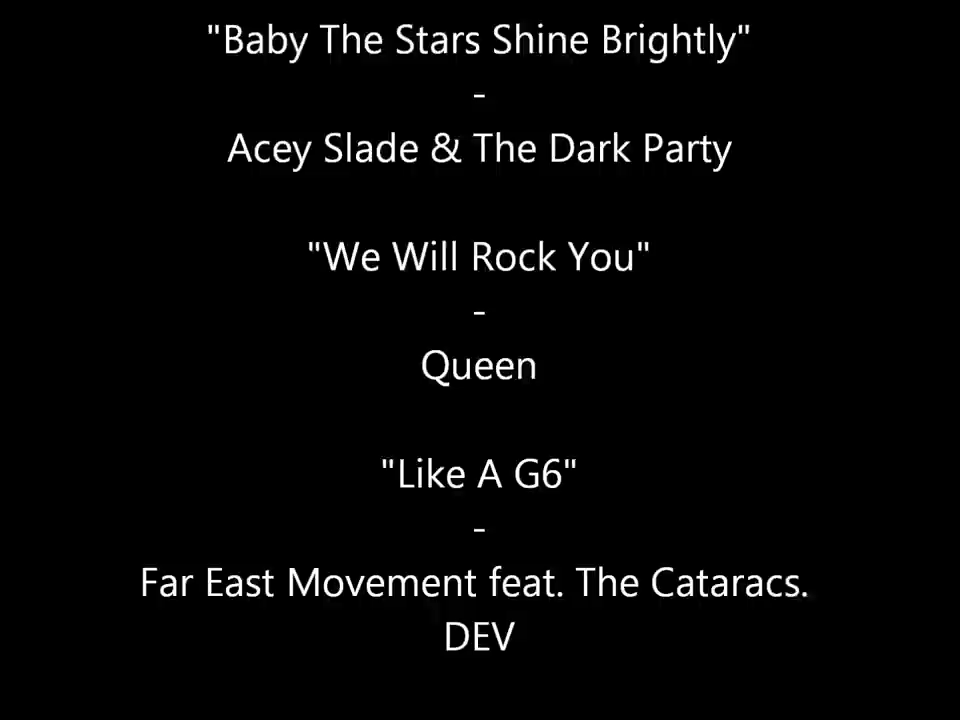 "Baby The Stars Shine Brightly"
-
Acey Slade & The Dark Party
"We Will Rock You"
-
Queen
"Like A G6"
-
Far East Movement feat. The Cataracs.
DEV